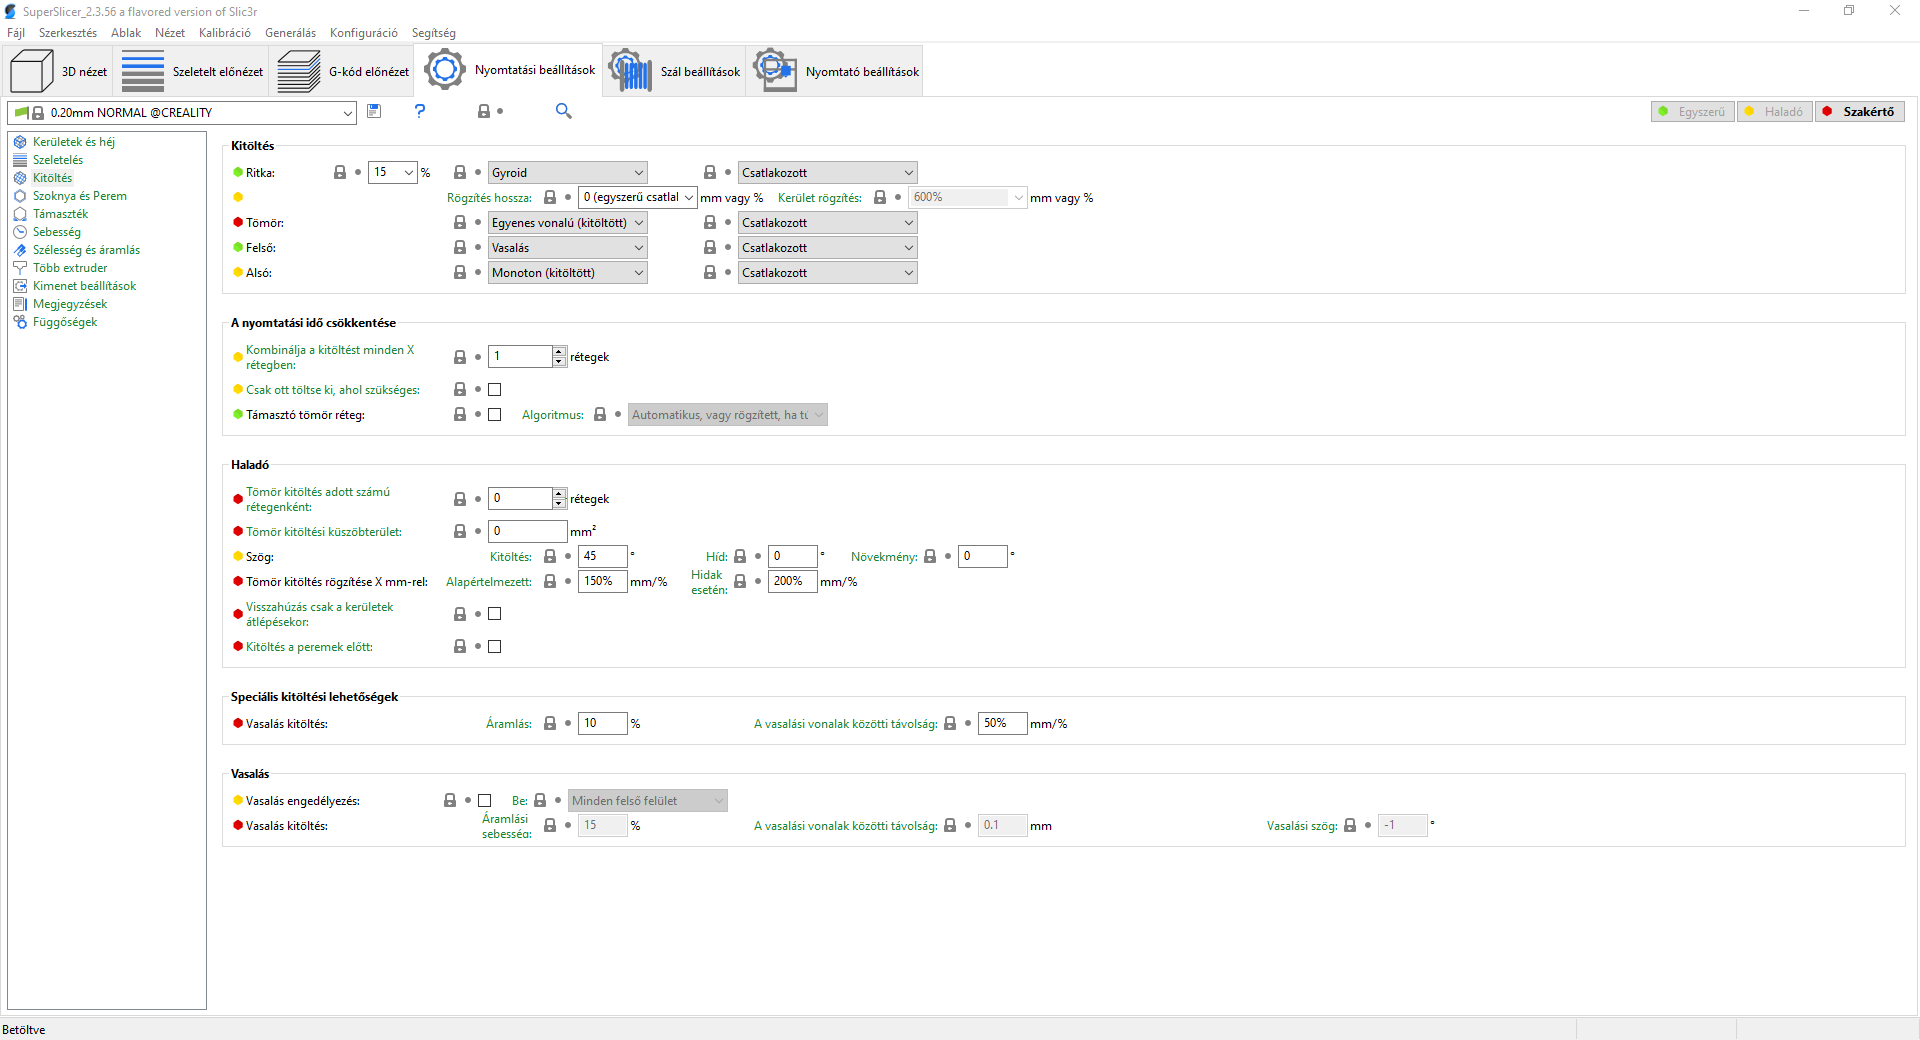 SuperSlicer_2.3.56 a flavored version of Slic3r
Fájl Szerkesztés Ablak Nézet Kalibráció Generálás Konfiguráció Segítség
3D nézet Szeletelt előnézet G-kód előnézet Nyomtatási beállítások Szál beállítások Nyomtató beállítások
0.20mm NORMAL @CREALITY ? Egyszerű Haladó Szakértő
Kerületek és héj
Szeletelés
Kitöltés
Szoknya és Perem
Támaszték
Sebesség
Szélesség és áramlás
Több extruder
Kimenet beállítások
Megjegyzések
Függőségek
Kitöltés
Ritka: 15 % Gyroid Csatlakozott
Rögzítés hossza: 0 (egyszerű csatlal mm vagy % Kerület rögzítés: 600% mm vagy %
Tömör: Egyenes vonalú (kitöltött) Csatlakozott
Felső: Vasalás Csatlakozott
Alsó: Monoton (kitöltött) Csatlakozott
A nyomtatási idő csökkentése
Kombinálja a kitöltést minden X
rétegben: 1 rétegek
Csak ott töltse ki, ahol szükséges:
Támasztó tömör réteg: Algoritmus: Automatikus, vagy rögzített, ha tú
Haladó
Tömör kitöltés adott számú
rétegenként: 0 rétegek
Tömör kitöltési küszöbterület: 0 mm²
Szög: Kitöltés: 45 ° Híd: 0 ° Növekmény: 0 °
Tömör kitöltés rögzítése X mm-rel: Alapértelmezett: 150% mm/% Hidak
esetén: 200% mm/%
Visszahúzás csak a kerületek
átlépésekor:
Kitöltés a peremek előtt:
Speciális kitöltési lehetőségek
Vasalás kitöltés: Áramlás: 10 % A vasalási vonalak közötti távolság: 50% mm/%
Vasalás
Vasalás engedélyezés: Be: Minden felső felület
Vasalás kitöltés: Áramlási
sebesség: 15 % A vasalási vonalak közötti távolság: 0.1 mm Vasalási szög: -1 °
Betöltve